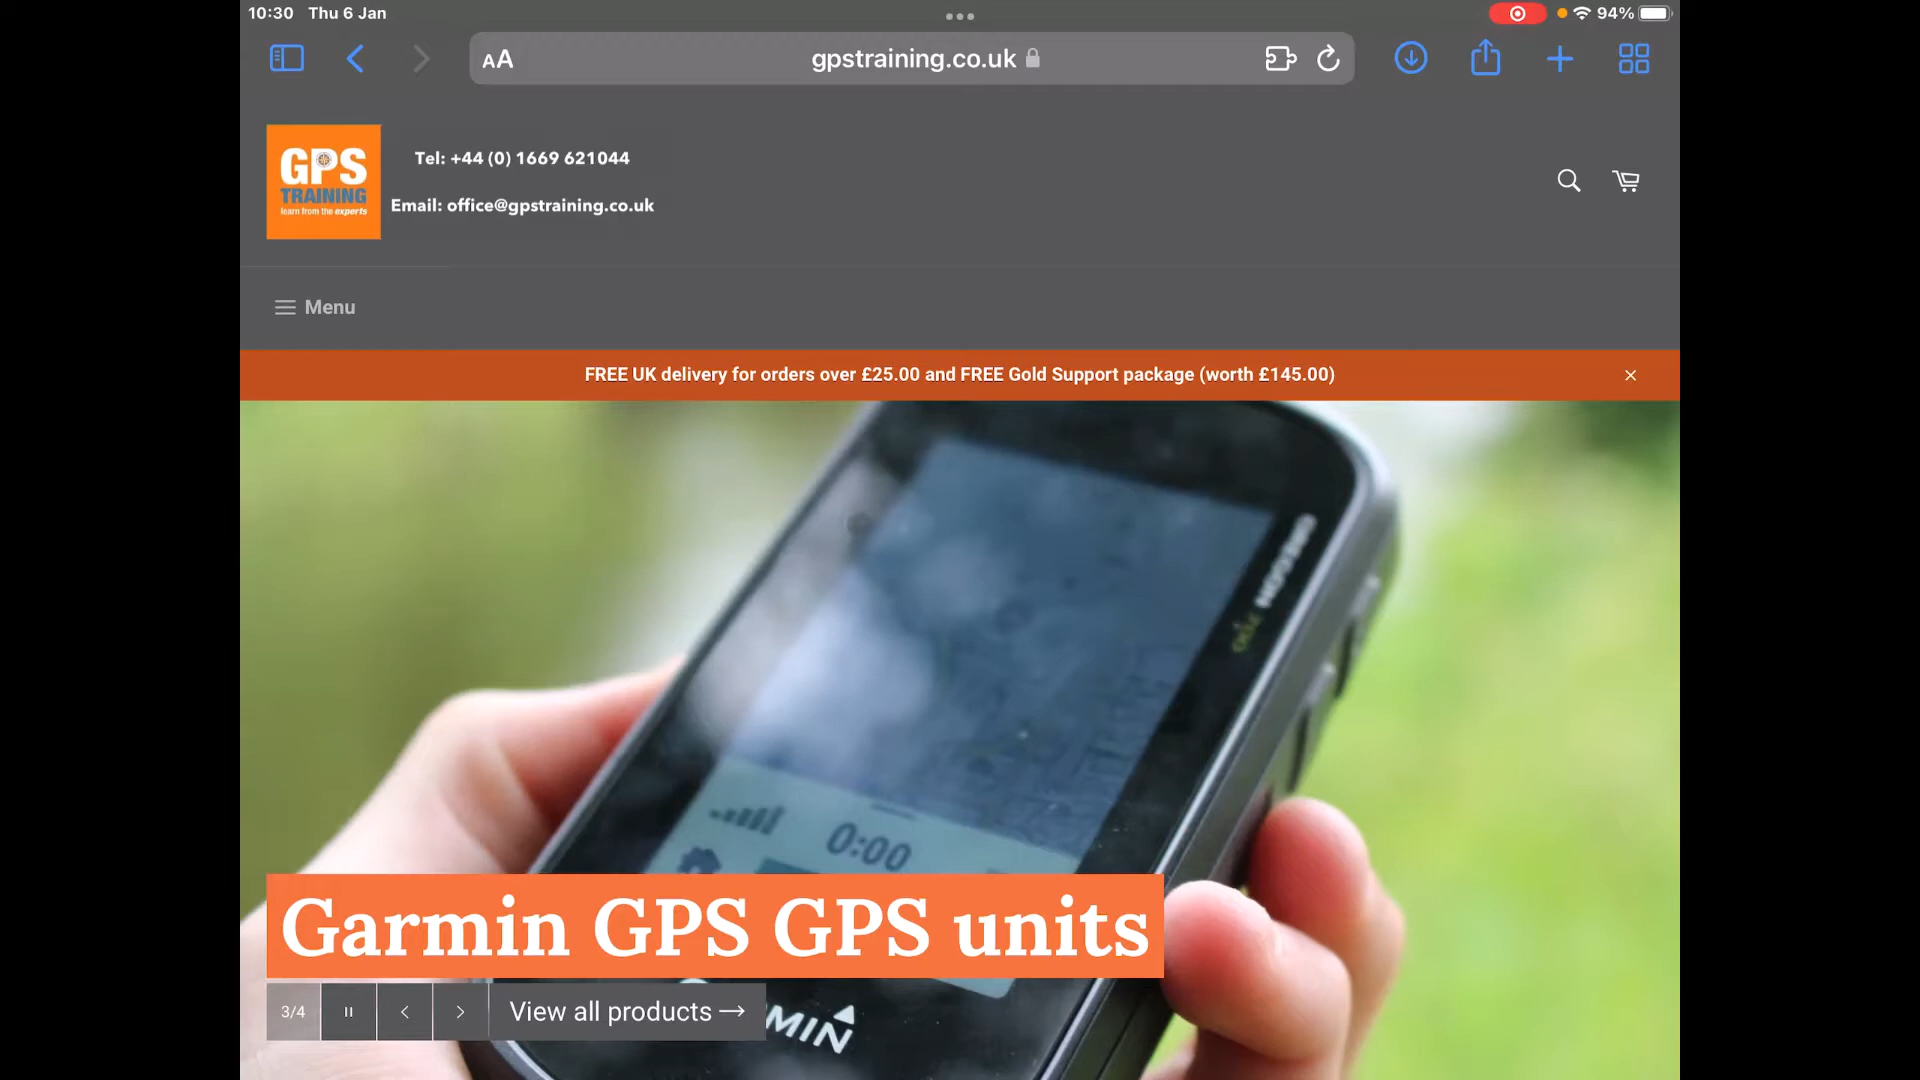 10:30 Thu 6 Jan
94%
AA
gpstraining.co.uk
GPS
TRAINING
learn from the experts
Tel: +44 (0) 1669 621044
Email: office@gpstraining.co.uk
Menu
FREE UK delivery for orders over £25.00 and FREE Gold Support package (worth £145.00)
OREGON 750
0:00
Garmin GPS GPS units
3/4
View all products